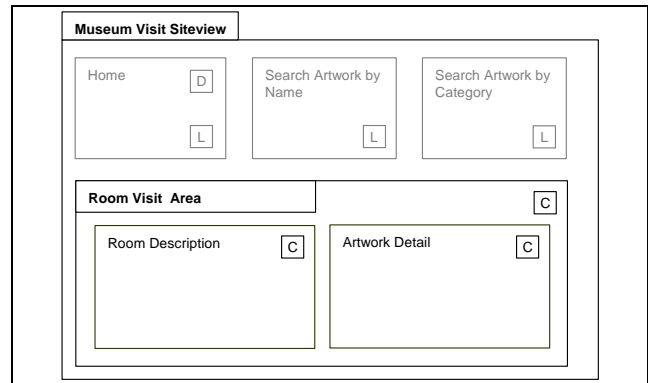 Museum Visit Siteview
Home
D
L
Search Artwork by
Name
L
Search Artwork by
Category
L
Room Visit Area
C
Room Description
C
Artwork Detail
C